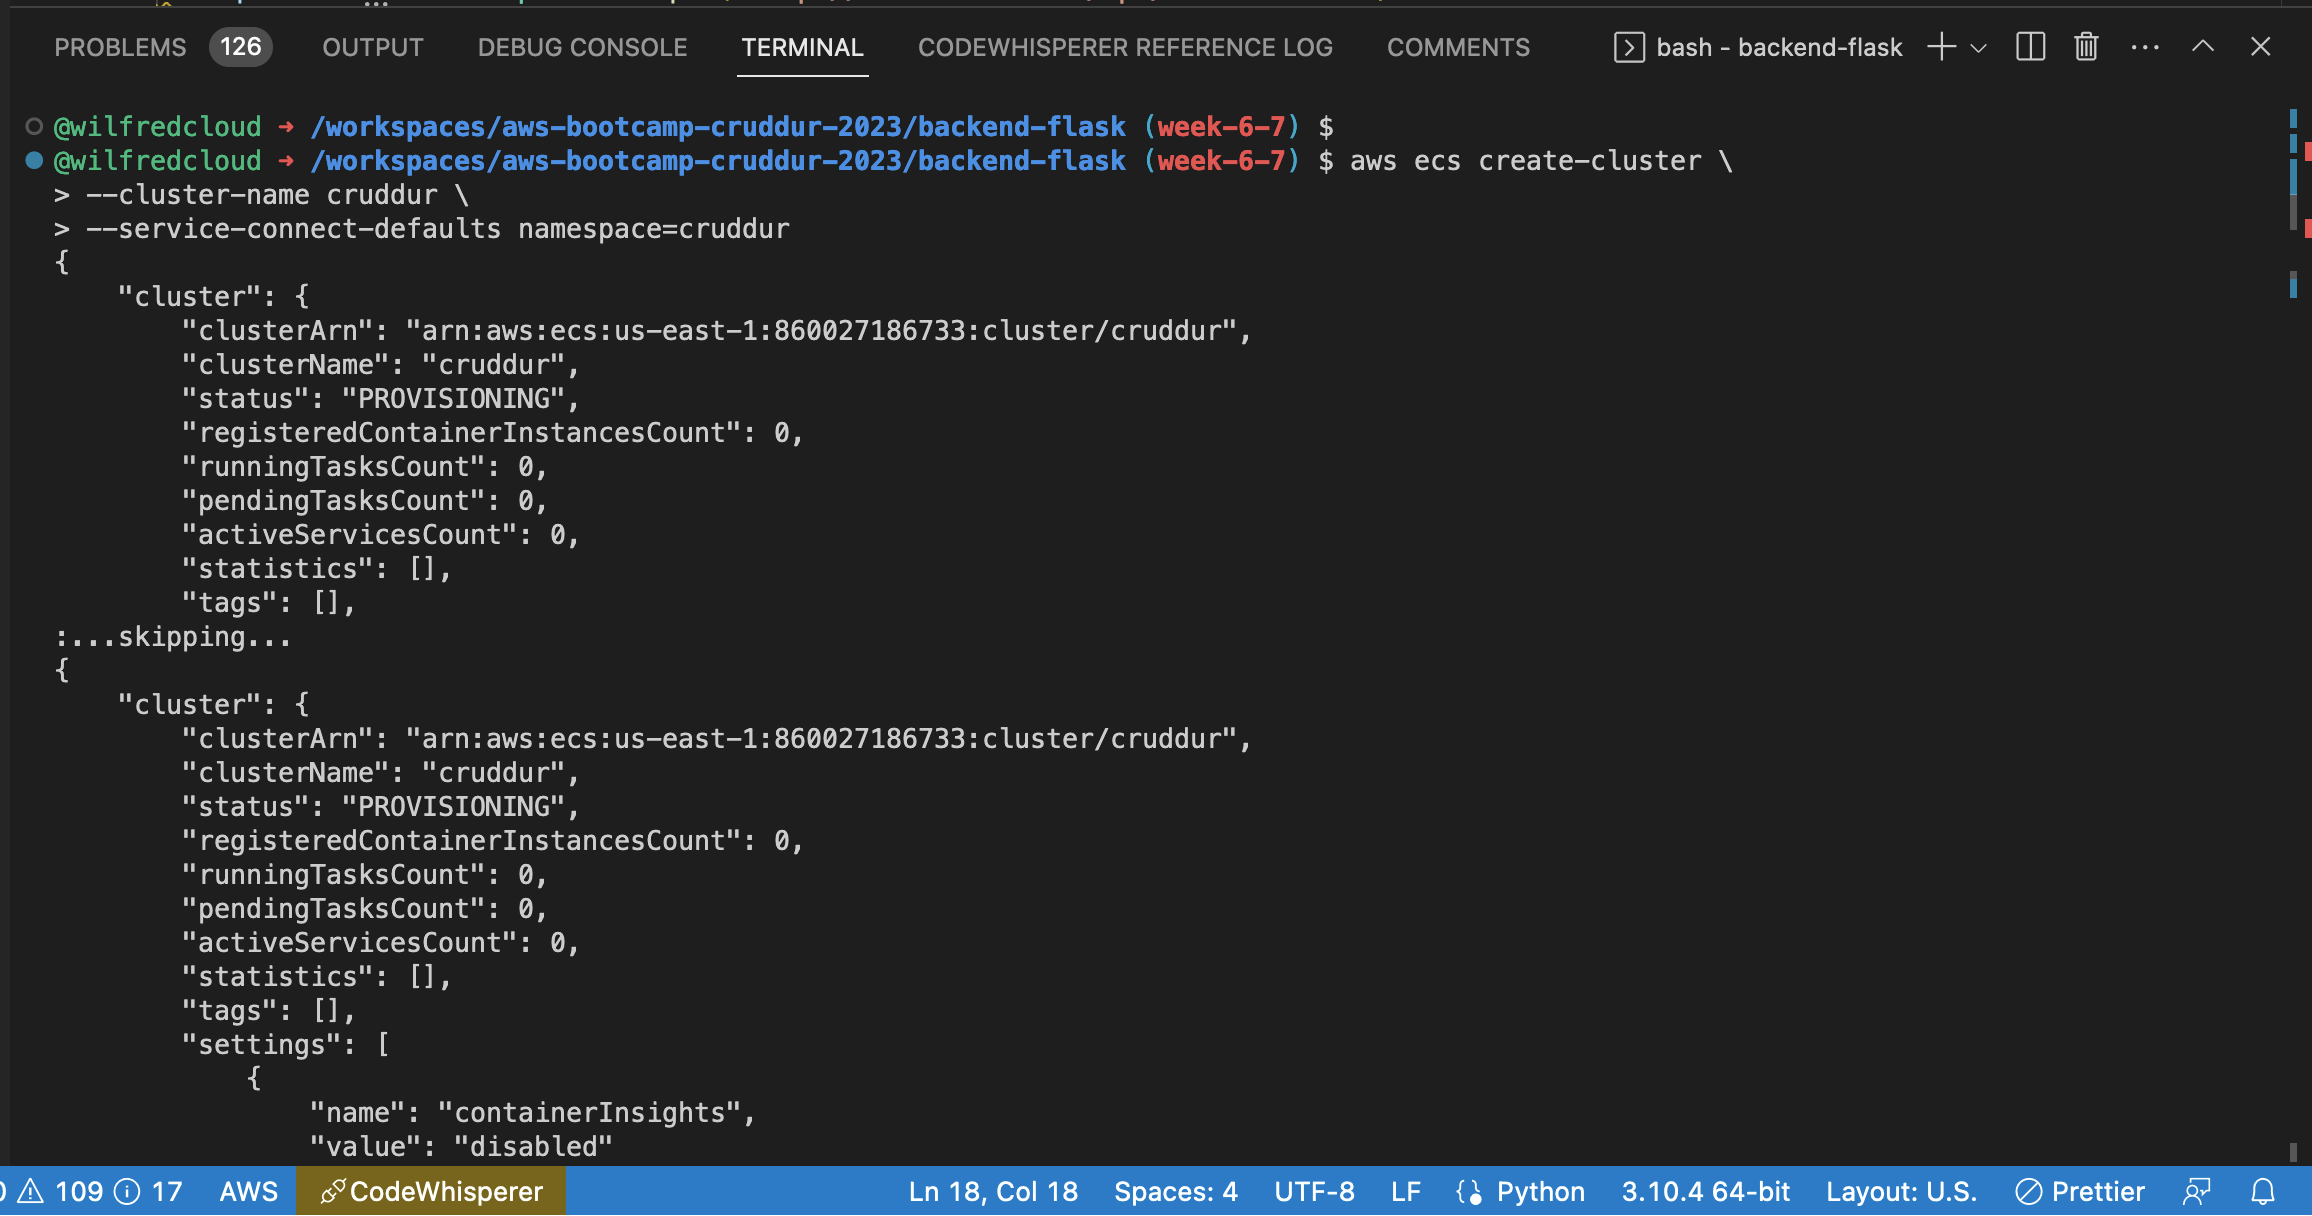 PROBLEMS 126 OUTPUT DEBUG CONSOLE TERMINAL CODEWHISPERER REFERENCE LOG COMMENTS bash - backend-flask
@wilfredcloud ➜ /workspaces/aws-bootcamp-cruddur-2023/backend-flask (week-6-7) $
@wilfredcloud ➜ /workspaces/aws-bootcamp-cruddur-2023/backend-flask (week-6-7) $ aws ecs create-cluster \
> --cluster-name cruddur \
> --service-connect-defaults namespace=cruddur
{
    "cluster": {
        "clusterArn": "arn:aws:ecs:us-east-1:860027186733:cluster/cruddur",
        "clusterName": "cruddur",
        "status": "PROVISIONING",
        "registeredContainerInstancesCount": 0,
        "runningTasksCount": 0,
        "pendingTasksCount": 0,
        "activeServicesCount": 0,
        "statistics": [],
        "tags": [],
:...skipping...
{
    "cluster": {
        "clusterArn": "arn:aws:ecs:us-east-1:860027186733:cluster/cruddur",
        "clusterName": "cruddur",
        "status": "PROVISIONING",
        "registeredContainerInstancesCount": 0,
        "runningTasksCount": 0,
        "pendingTasksCount": 0,
        "activeServicesCount": 0,
        "statistics": [],
        "tags": [],
        "settings": [
            {
                "name": "containerInsights",
                "value": "disabled"
109 17 AWS CodeWhisperer Ln 18, Col 18 Spaces: 4 UTF-8 LF Python 3.10.4 64-bit Layout: U.S. Prettier